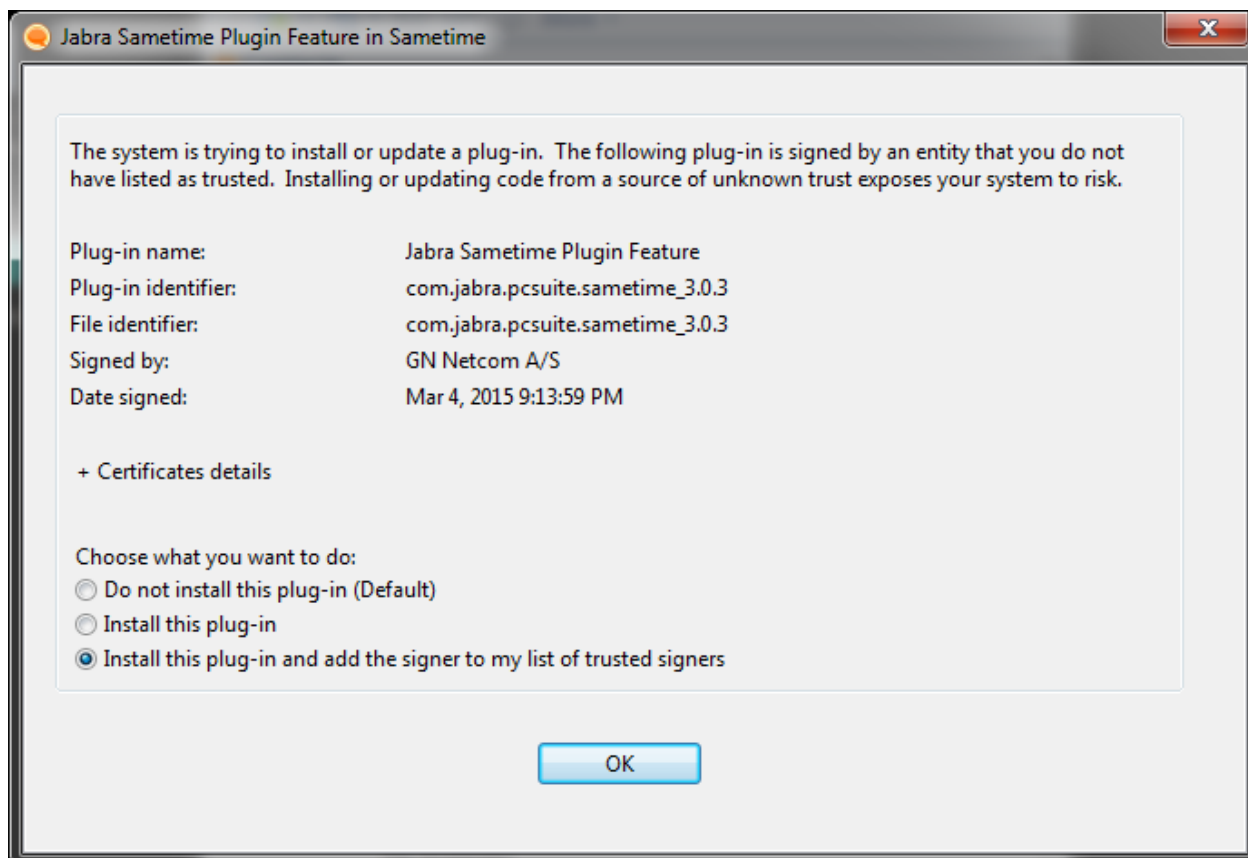 Jabra Sametime Plugin Feature in Sametime
The system is trying to install or update a plug-in. The following plug-in is signed by an entity that you do not
have listed as trusted. Installing or updating code from a source of unknown trust exposes your system to risk.
Plug-in name: Jabra Sametime Plugin Feature
Plug-in identifier: com.jabra.pcsuite.sametime_3.0.3
File identifier: com.jabra.pcsuite.sametime_3.0.3
Signed by: GN Netcom A/S
Date signed: Mar 4, 2015 9:13:59 PM
+ Certificates details
Choose what you want to do:
Do not install this plug-in (Default)
Install this plug-in
Install this plug-in and add the signer to my list of trusted signers
OK